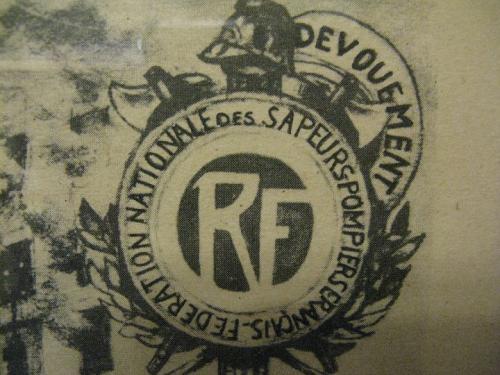 DEVOUEMENT
FEDERATION NATIONALE DES SAPEURS POMPIERS FRANÇAIS-
RF